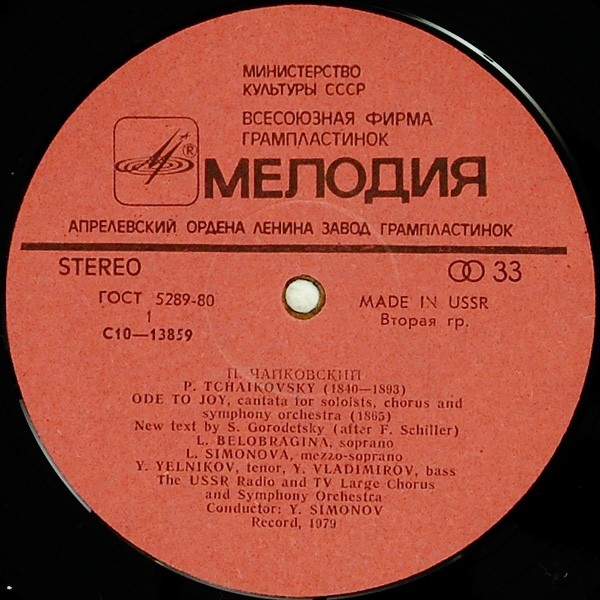 МИНИСТЕРСТВО
КУЛЬТУРЫ СССР
ВСЕСОЮЗНАЯ ФИРМА
ГРАМПЛАСТИНОК
® МЕЛОДИЯ
АПРЕЛЕВСКИЙ ОРДЕНА ЛЕНИНА ЗАВОД ГРАМПЛАСТИНОК
STEREO 33
ГОСТ 5289-80 MADE IN USSR
1 Вторая гр.
С10—13859
П. ЧАЙКОВСКИЙ
P. TCHAIKOVSKY (1840—1893)
ODE TO JOY, cantata for soloists, chorus and
symphony orchestra (1865)
New text by S. Gorodetsky (after F. Schiller)
L. BELOBRAGINA, soprano
L. SIMONOVA, mezzo-soprano
Y. YELNIKOV, tenor, Y. VLADIMIROV, bass
The USSR Radio and TV Large Chorus
and Symphony Orchestra
Conductor: Y. SIMONOV
Record, 1979